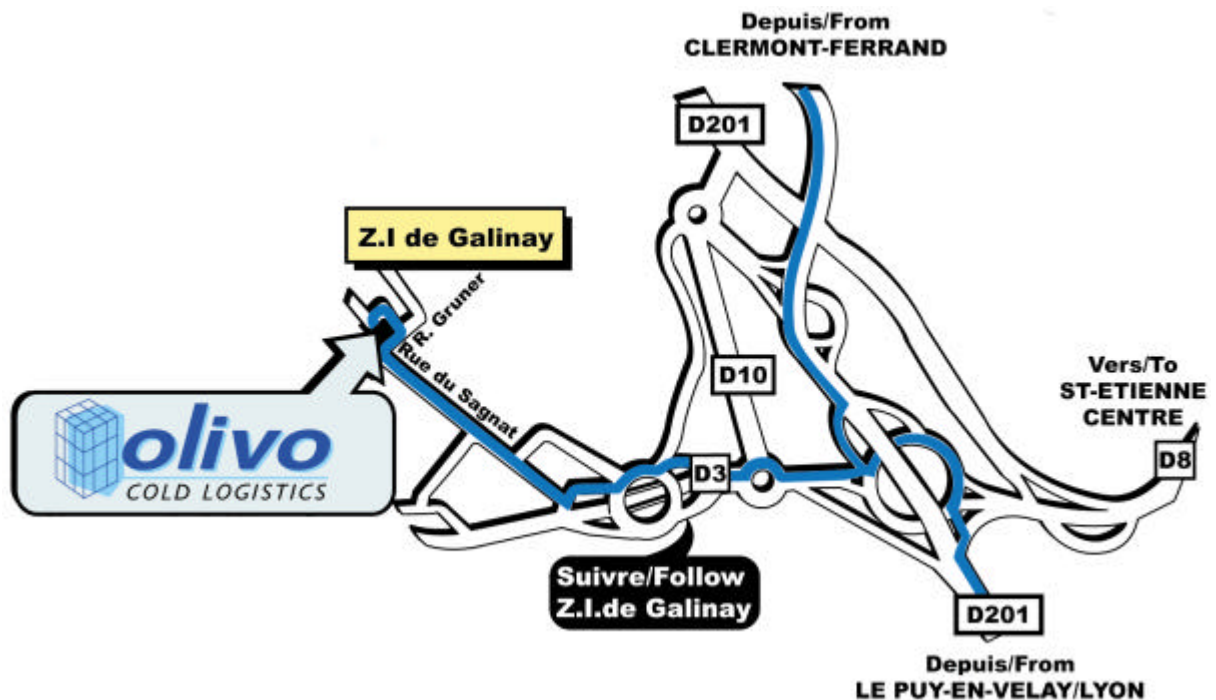 Depuis/From
CLERMONT-FERRAND
D201
Z.I de Galinay
R. Gruner
Rue du Sagnat
D10
Vers/To
ST-ETIENNE
CENTRE
D8
olivo
COLD LOGISTICS
D3
Suivre/Follow
Z.I.de Galinay
D201
Depuis/From
LE PUY-EN-VELAY/LYON